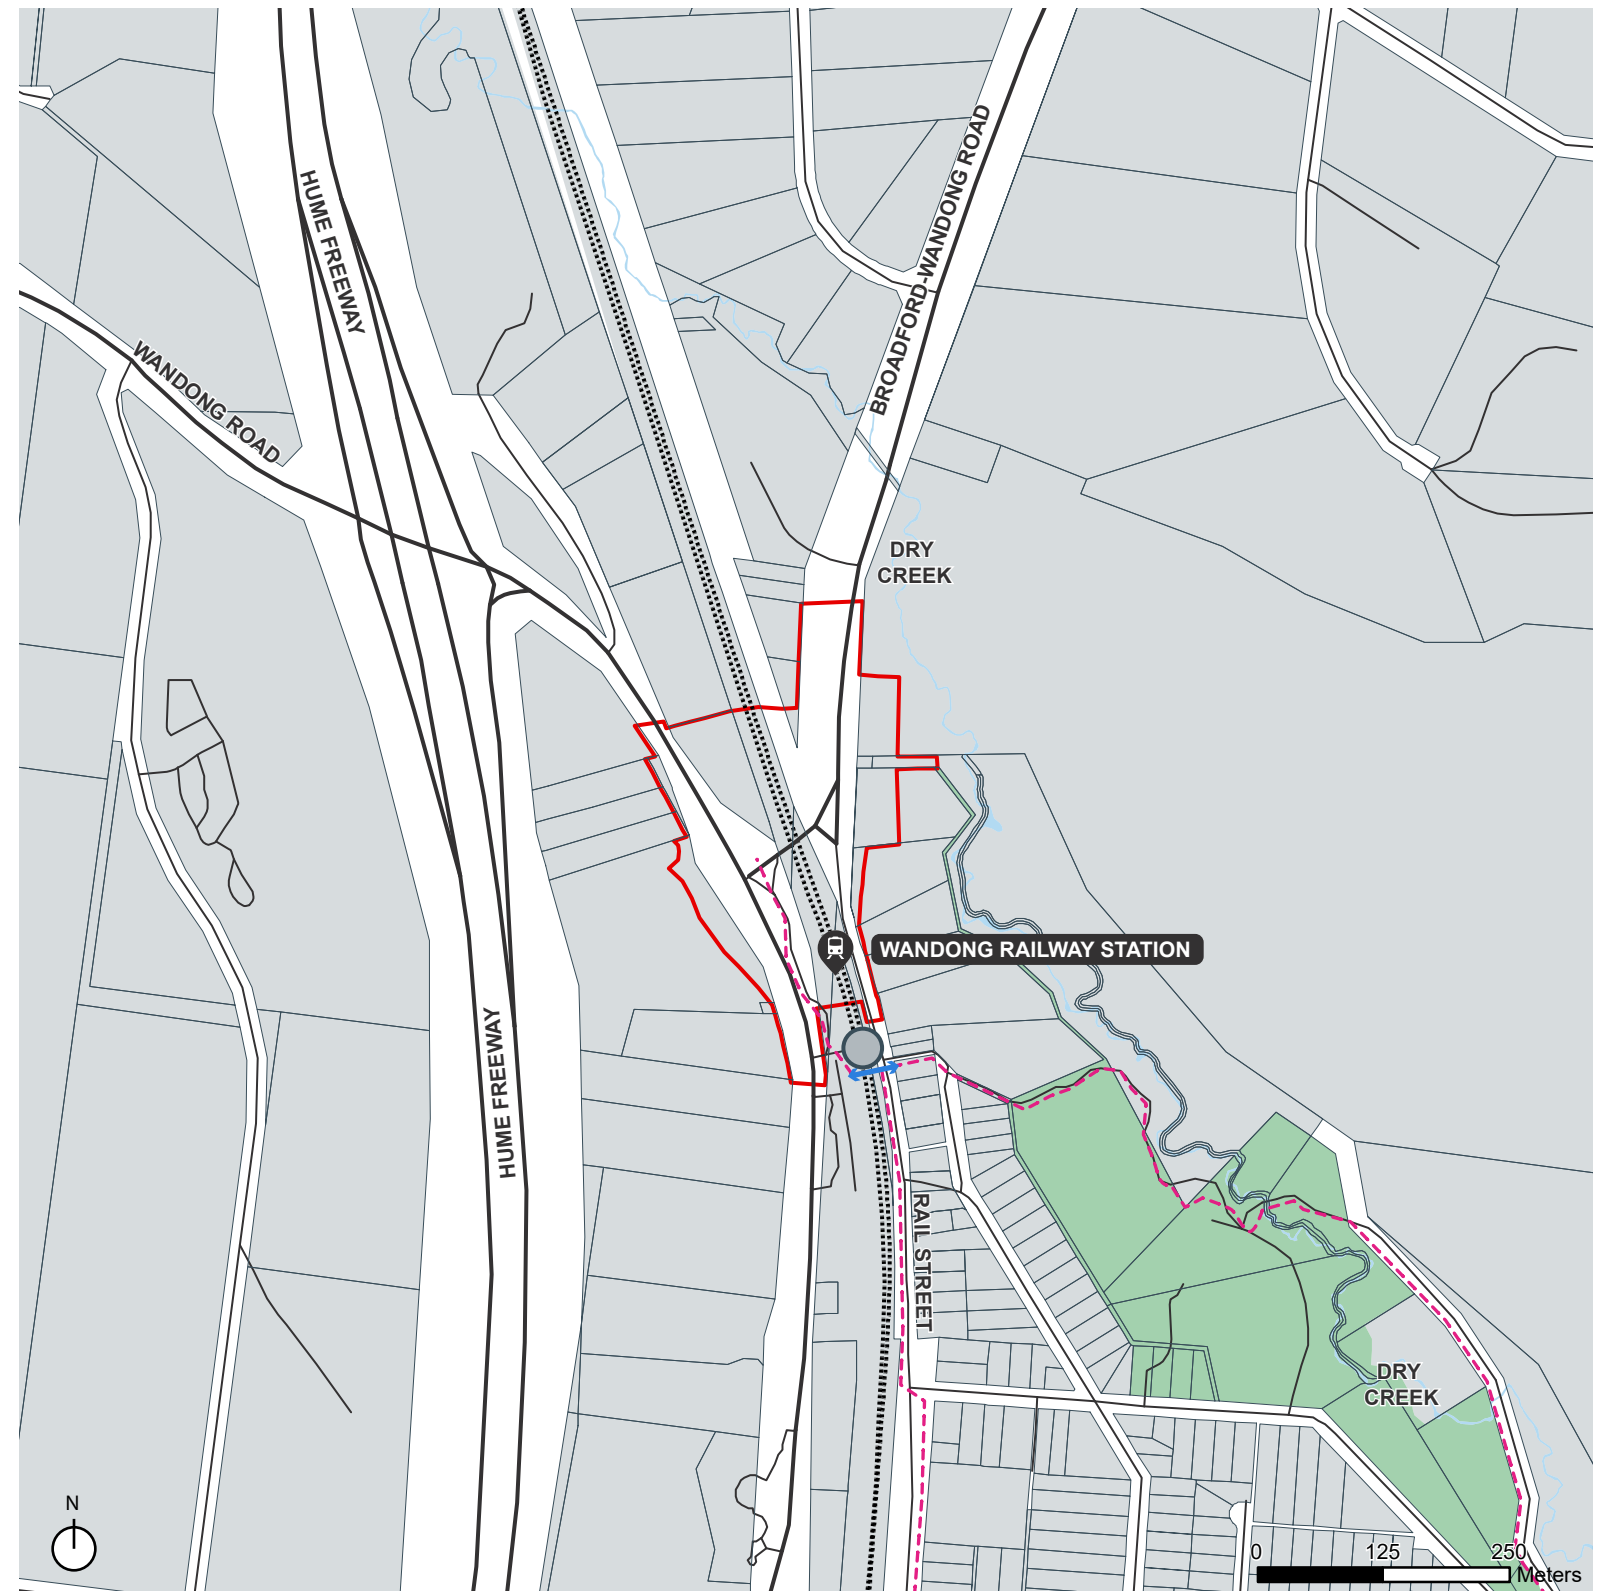 HUME FREEWAY
BROADFORD-WANDONG ROAD
WANDONG ROAD
DRY
CREEK
WANDONG RAILWAY STATION
HUME FREEWAY
RAIL STREET
DRY
CREEK
N
0 125 250
Meters